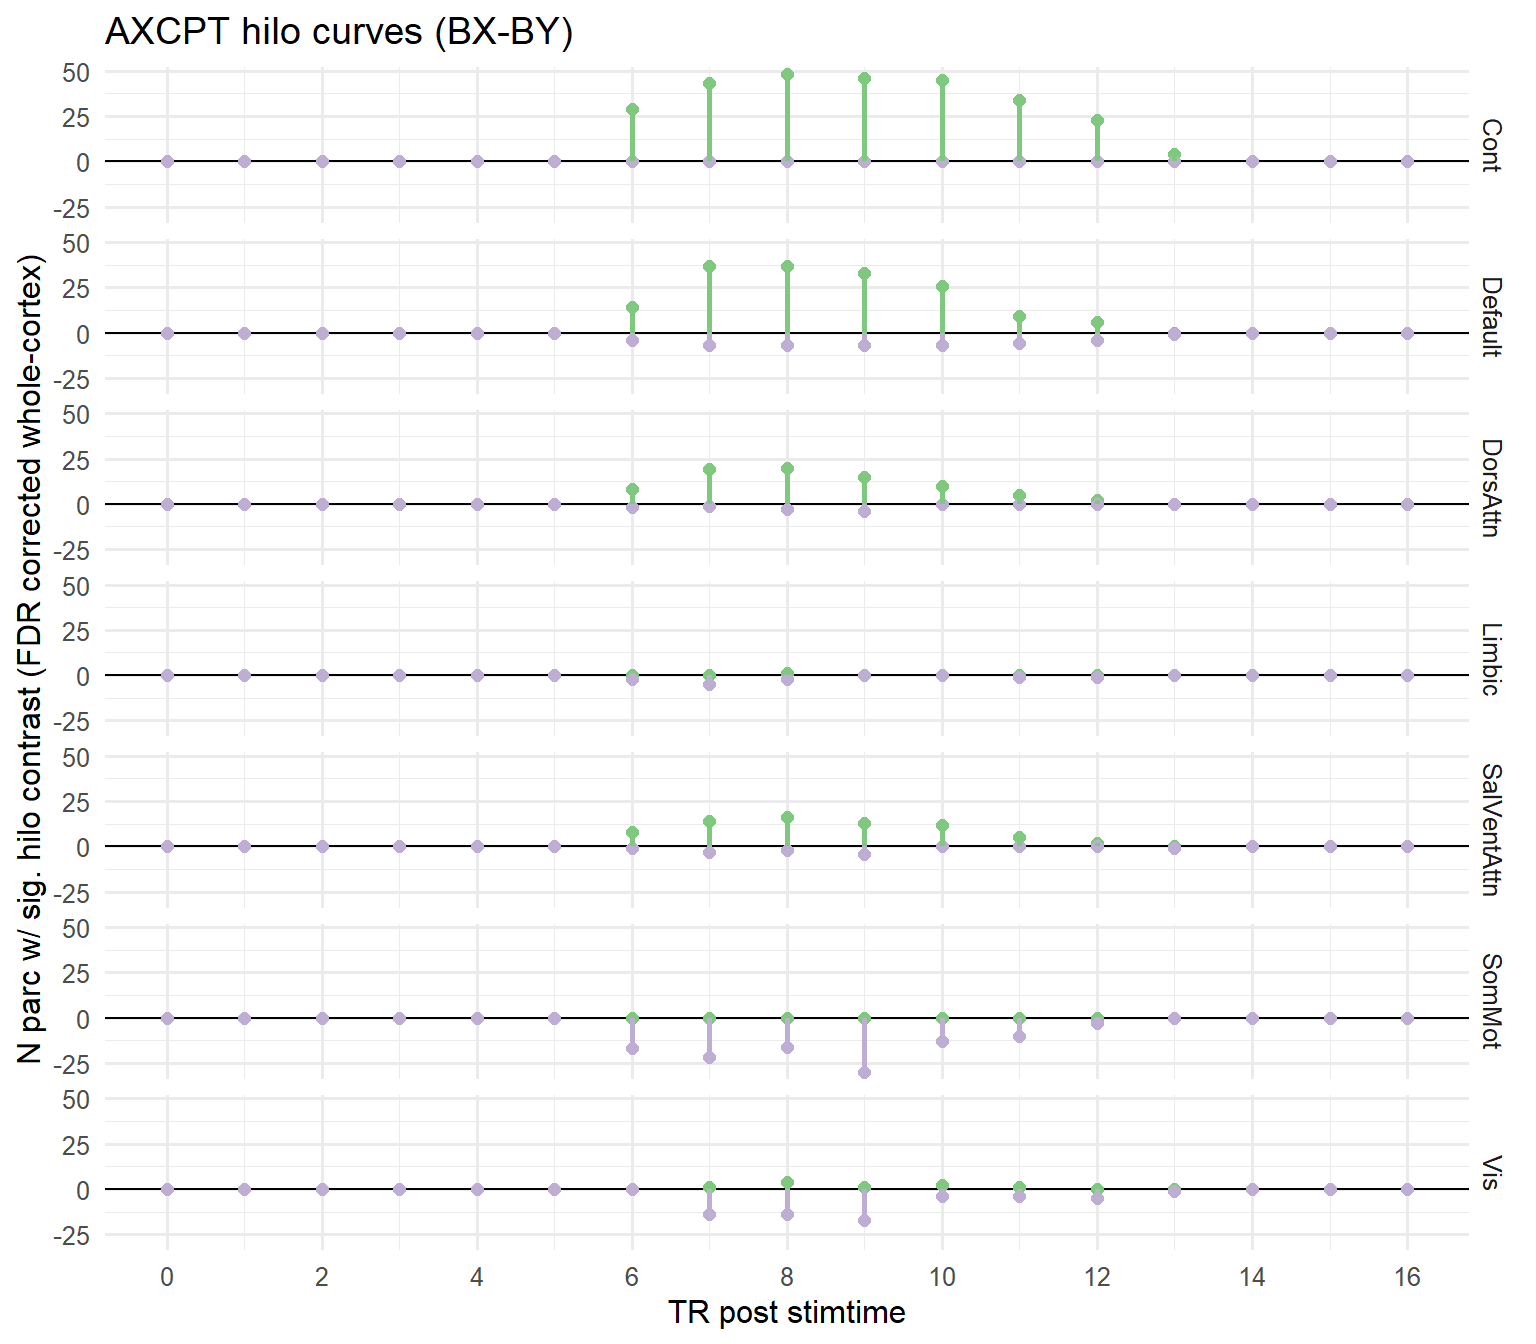 AXCPT hilo curves (BX-BY)
N parc w/ sig. hilo contrast (FDR corrected whole-cortex)
50
25
0
-25
Cont
50
25
0
-25
Default
50
25
0
-25
DorsAttn
50
25
0
-25
Limbic
50
25
0
-25
SalVentAttn
50
25
0
-25
SomMot
50
25
0
-25
Vis
0 2 4 6 8 10 12 14 16
TR post stimtime